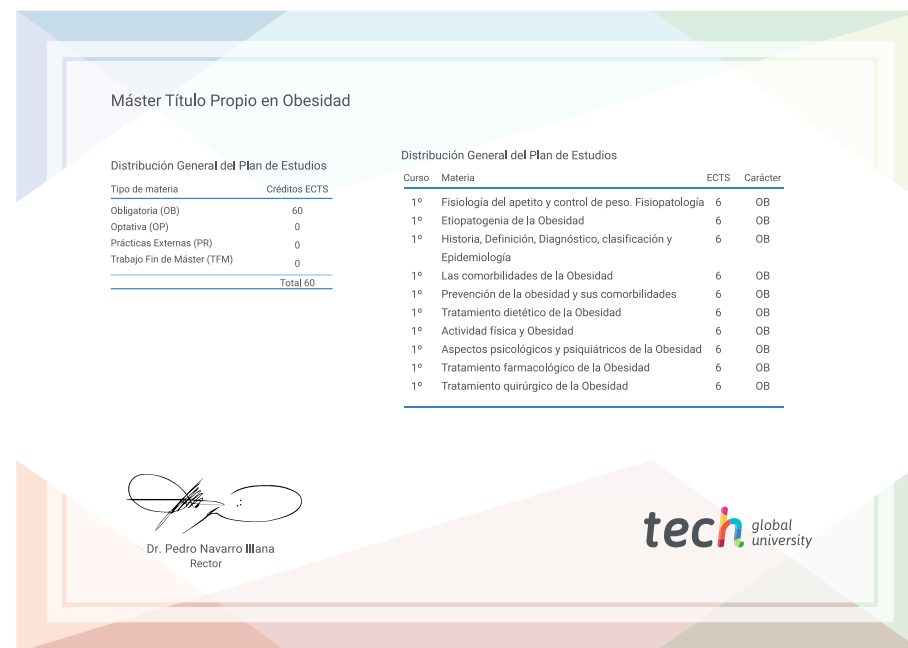 Máster Título Propio en Obesidad
Distribución General del Plan de Estudios
Tipo de materia Créditos ECTS
Obligatoria (OB) 60
Optativa (OP) 0
Prácticas Externas (PR) 0
Trabajo Fin de Máster (TFM) 0
Total 60
Distribución General del Plan de Estudios
Curso Materia ECTS Carácter
1º Fisiología del apetito y control de peso. Fisiopatología 6 OB
1º Etiopatogenia de la Obesidad 6 OB
1º Historia, Definición, Diagnóstico, clasificación y 6 OB
Epidemiología
1º Las comorbilidades de la Obesidad 6 OB
1º Prevención de la obesidad y sus comorbilidades 6 OB
1º Tratamiento dietético de la Obesidad 6 OB
1º Actividad física y Obesidad 6 OB
1º Aspectos psicológicos y psiquiátricos de la Obesidad 6 OB
1º Tratamiento farmacológico de la Obesidad 6 OB
1º Tratamiento quirúrgico de la Obesidad 6 OB
Dr. Pedro Navarro Illana
Rector
tech global
university